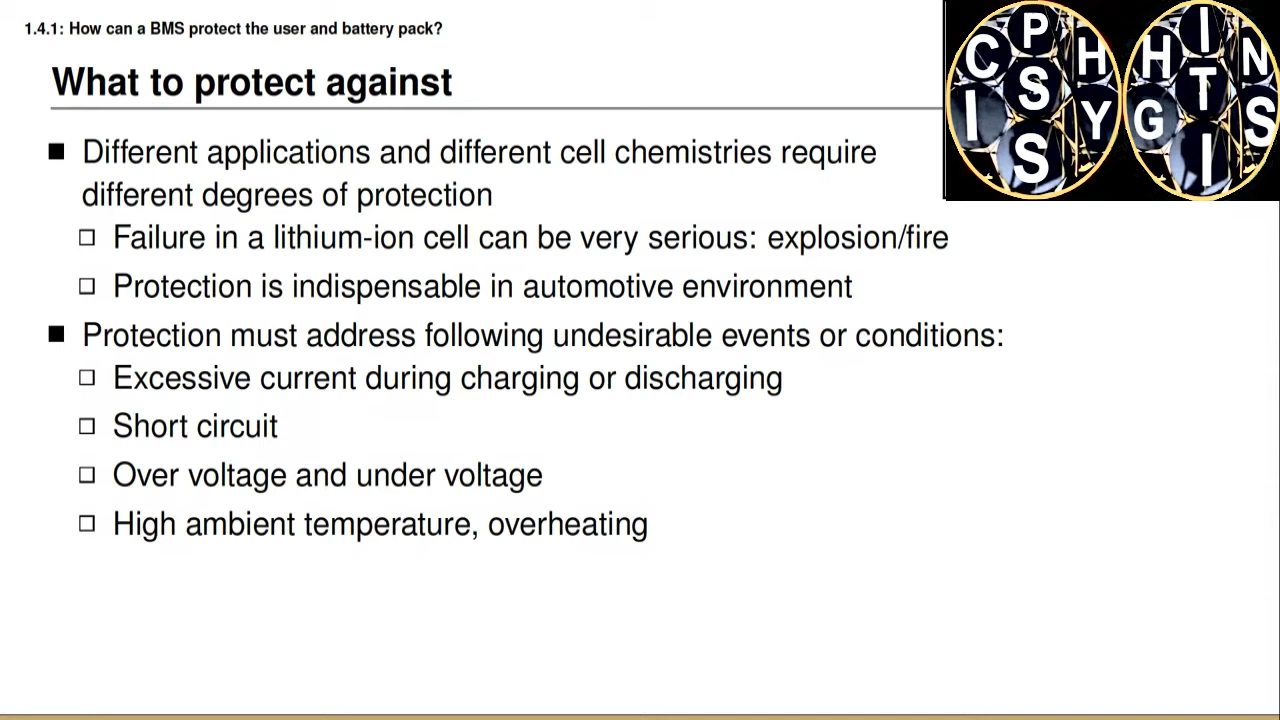 1.4.1: How can a BMS protect the user and battery pack?
What to protect against
Different applications and different cell chemistries require
different degrees of protection
Failure in a lithium-ion cell can be very serious: explosion/fire
Protection is indispensable in automotive environment
Protection must address following undesirable events or conditions:
Excessive current during charging or discharging
Short circuit
Over voltage and under voltage
High ambient temperature, overheating
C P H
I S Y
S
H I N
G T S
I